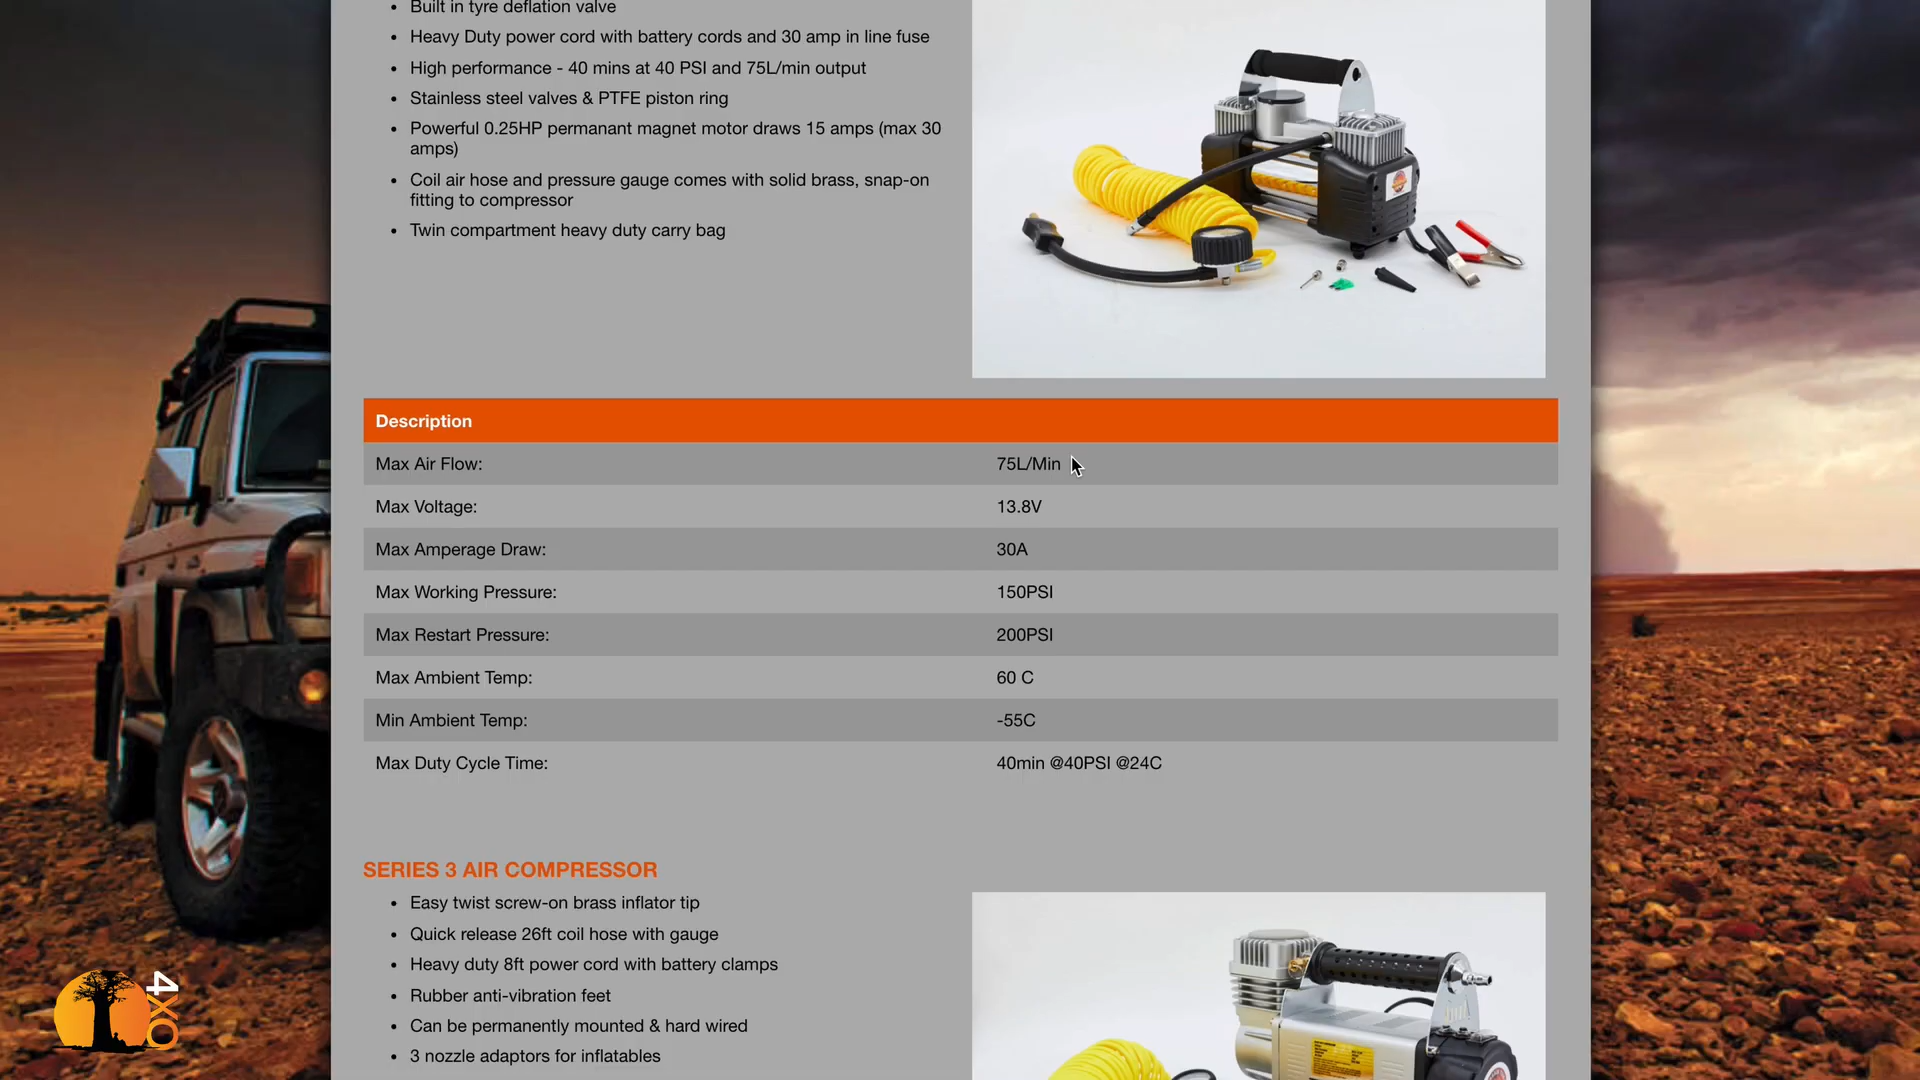 Built in tyre deflation valve
Heavy Duty power cord with battery cords and 30 amp in line fuse
High performance - 40 mins at 40 PSI and 75L/min output
Stainless steel valves & PTFE piston ring
Powerful 0.25HP permanant magnet motor draws 15 amps (max 30
amps)
Coil air hose and pressure gauge comes with solid brass, snap-on
fitting to compressor
Twin compartment heavy duty carry bag
Description
Max Air Flow: 75L/Min
Max Voltage: 13.8V
Max Amperage Draw: 30A
Max Working Pressure: 150PSI
Max Restart Pressure: 200PSI
Max Ambient Temp: 60 C
Min Ambient Temp: -55C
Max Duty Cycle Time: 40min @40PSI @24C
SERIES 3 AIR COMPRESSOR
Easy twist screw-on brass inflator tip
Quick release 26ft coil hose with gauge
Heavy duty 8ft power cord with battery clamps
Rubber anti-vibration feet
Can be permanently mounted & hard wired
3 nozzle adaptors for inflatables
4XO